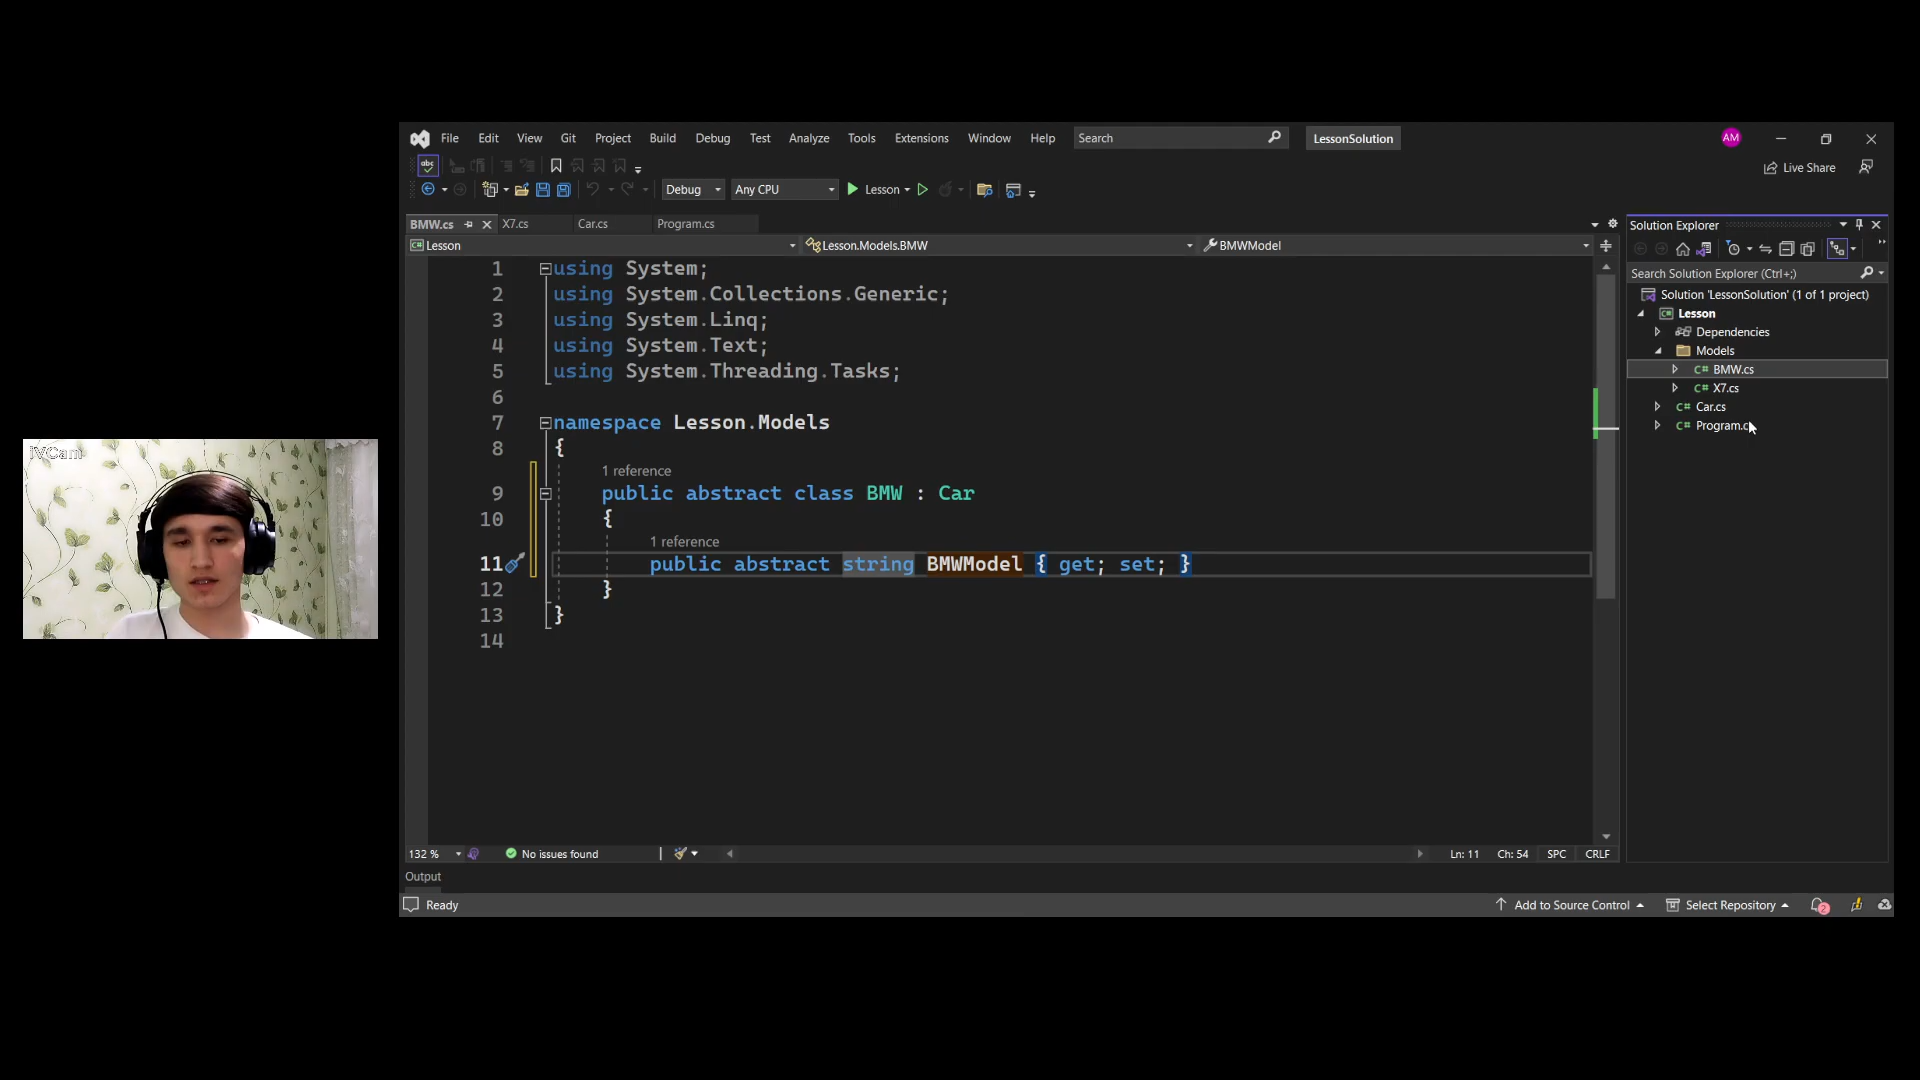 File Edit View Git Project Build Debug Test Analyze Tools Extensions Window Help Search LessonSolution AM
Live Share
Debug Any CPU Lesson
BMW.cs X7.cs Car.cs Program.cs
Lesson Lesson.Models.BMW BMWModel
1 using System;
2 using System.Collections.Generic;
3 using System.Linq;
4 using System.Text;
5 using System.Threading.Tasks;
6
7 namespace Lesson.Models
8 {
1 reference
9 public abstract class BMW : Car
10 {
1 reference
11 public abstract string BMWModel { get; set; }
12 }
13 }
14
132 % No issues found Ln: 11 Ch: 54 SPC CRLF
Output
Ready Add to Source Control Select Repository 2
Solution Explorer
Search Solution Explorer (Ctrl+;)
Solution 'LessonSolution' (1 of 1 project)
Lesson
Dependencies
Models
C# BMW.cs
C# X7.cs
C# Car.cs
C# Program.c
iVCam
abc